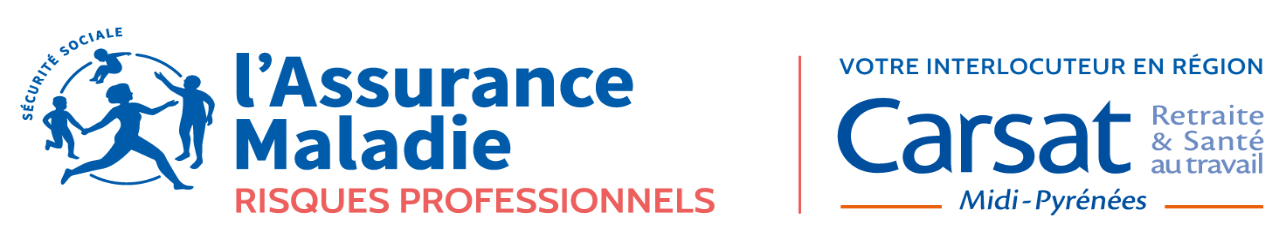 SÉCURITÉ SOCIALE
l’Assurance
Maladie
RISQUES PROFESSIONNELS
VOTRE INTERLOCUTEUR EN RÉGION
Carsat
Retraite
& Santé
au travail
Midi-Pyrénées